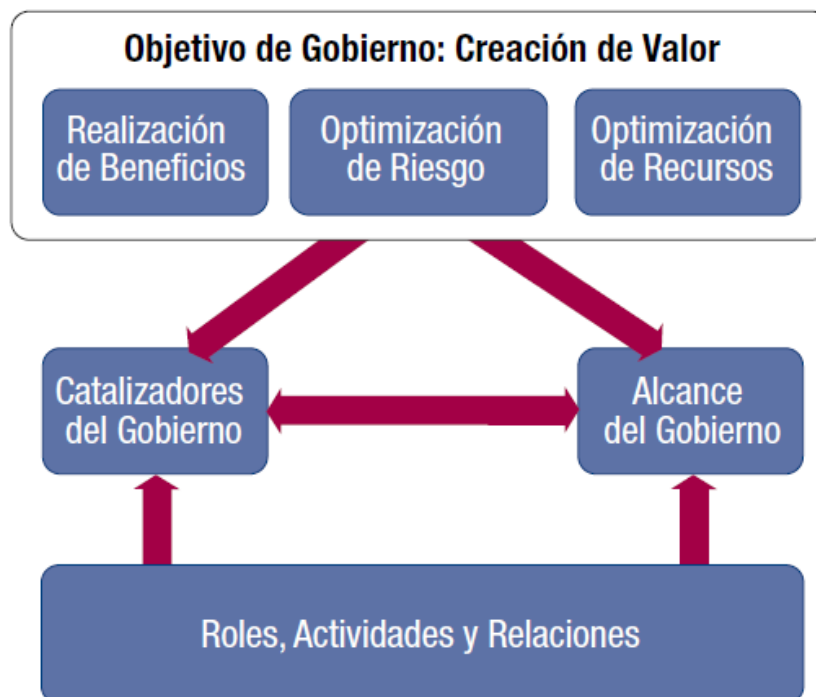 Objetivo de Gobierno: Creación de Valor
Realización
de Beneficios
Optimización
de Riesgo
Optimización
de Recursos
Catalizadores
del Gobierno
Alcance
del Gobierno
Roles, Actividades y Relaciones